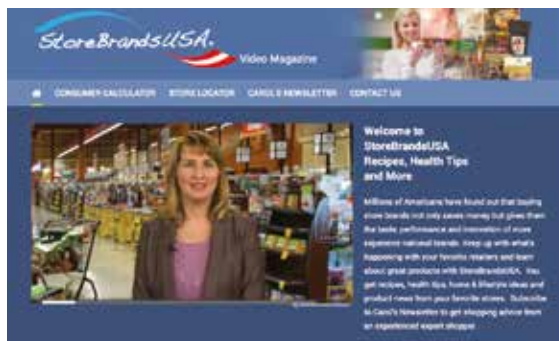 StoreBrandsUSA.
Video Magazine
CONSUMER CALCULATOR STORE LOCATOR CAROL'S NEWSLETTER CONTACT US
Welcome to
StoreBrandsUSA
Recipes, Health Tips
and More
Millions of Americans have found out that buying
store brands not only saves money but gives them
the taste, performance and innovation of more
expensive national brands. Keep up with what's
happening with your favorite retailers and learn
about great products with StoreBrandsUSA. You
get recipes, health tips, home & lifestyle ideas and
product news from your favorite stores. Subscribe
to Carol's Newsletter to get shopping advice from
an experienced expert shopper.